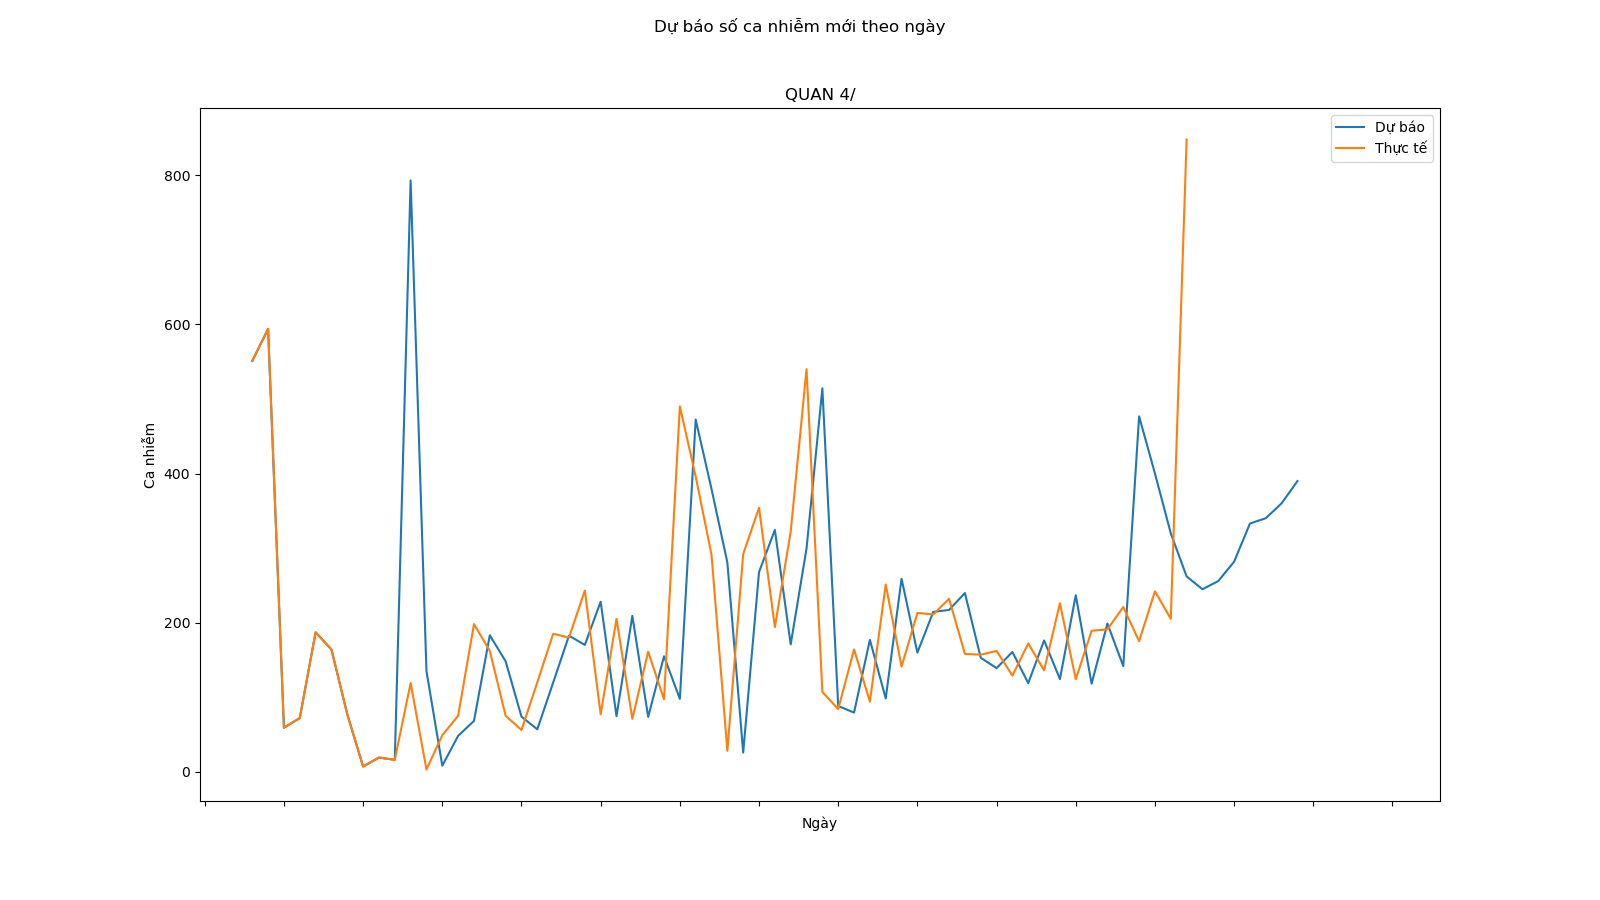 Dự báo số ca nhiễm mới theo ngày
QUAN 4/
Dự báo
Thực tế
800
600
400
200
0
Ca nhiễm
Ngày